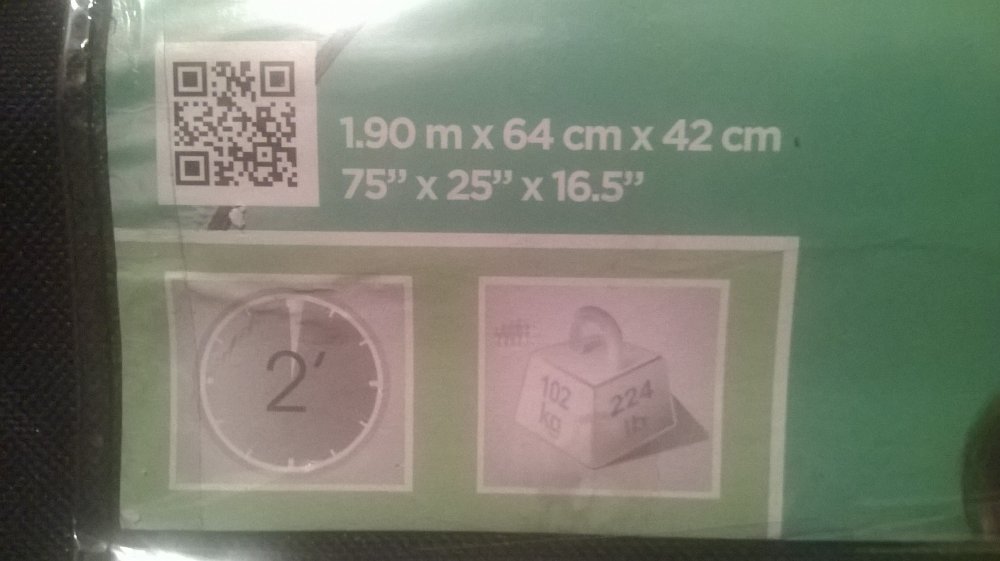 1.90 m x 64 cm x 42 cm
75” x 25” x 16.5”
2’
102
kg
224
lb